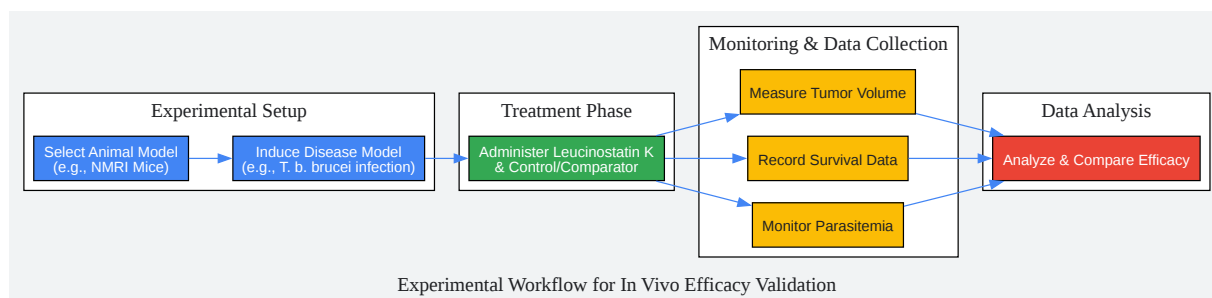 Experimental Setup
Select Animal Model
(e.g., NMRI Mice)
Induce Disease Model
(e.g., T. b. brucei infection)
Treatment Phase
Administer Leucinostatin K
& Control/Comparator
Monitoring & Data Collection
Measure Tumor Volume
Record Survival Data
Monitor Parasitemia
Data Analysis
Analyze & Compare Efficacy
Experimental Workflow for In Vivo Efficacy Validation